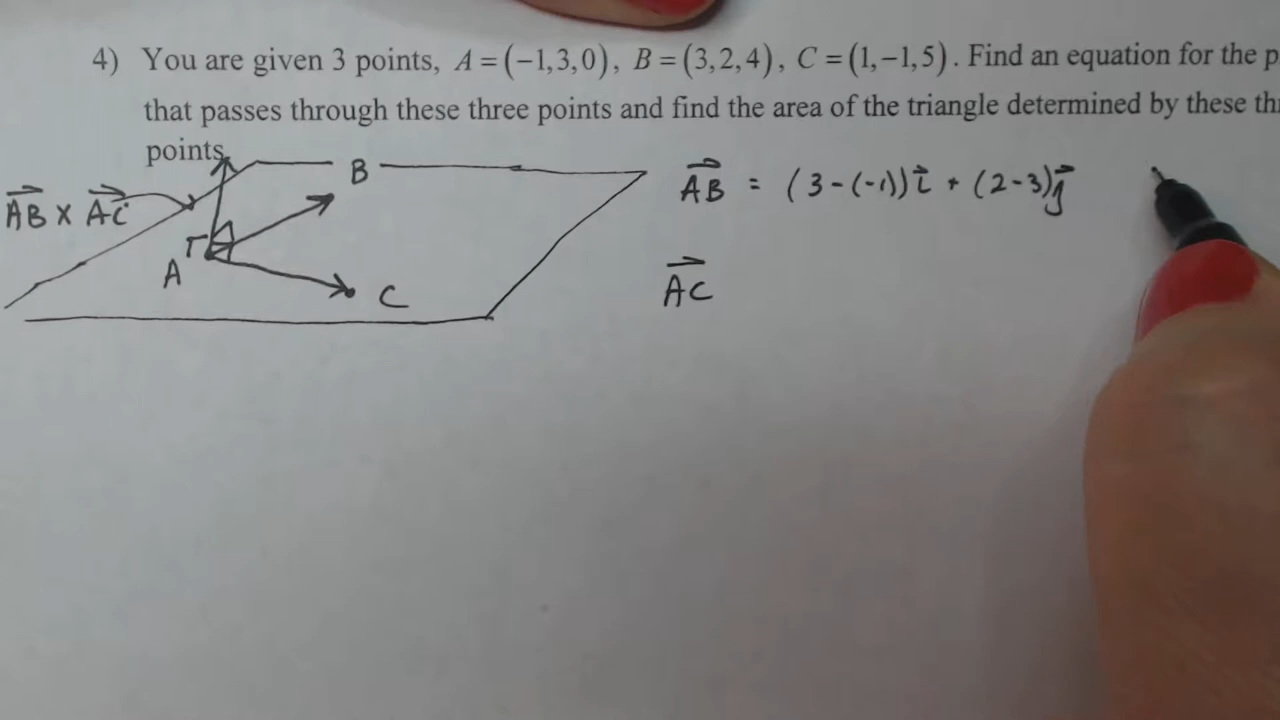 4) You are given 3 points, A = (−1,3,0), B = (3,2,4), C = (1,−1,5). Find an equation for the
that passes through these three points and find the area of the triangle determined by these
points.
B
AB⃗ = (3-(-1))i⃗ + (2-3)j⃗
AB⃗ × AC⃗
A
C
AC⃗